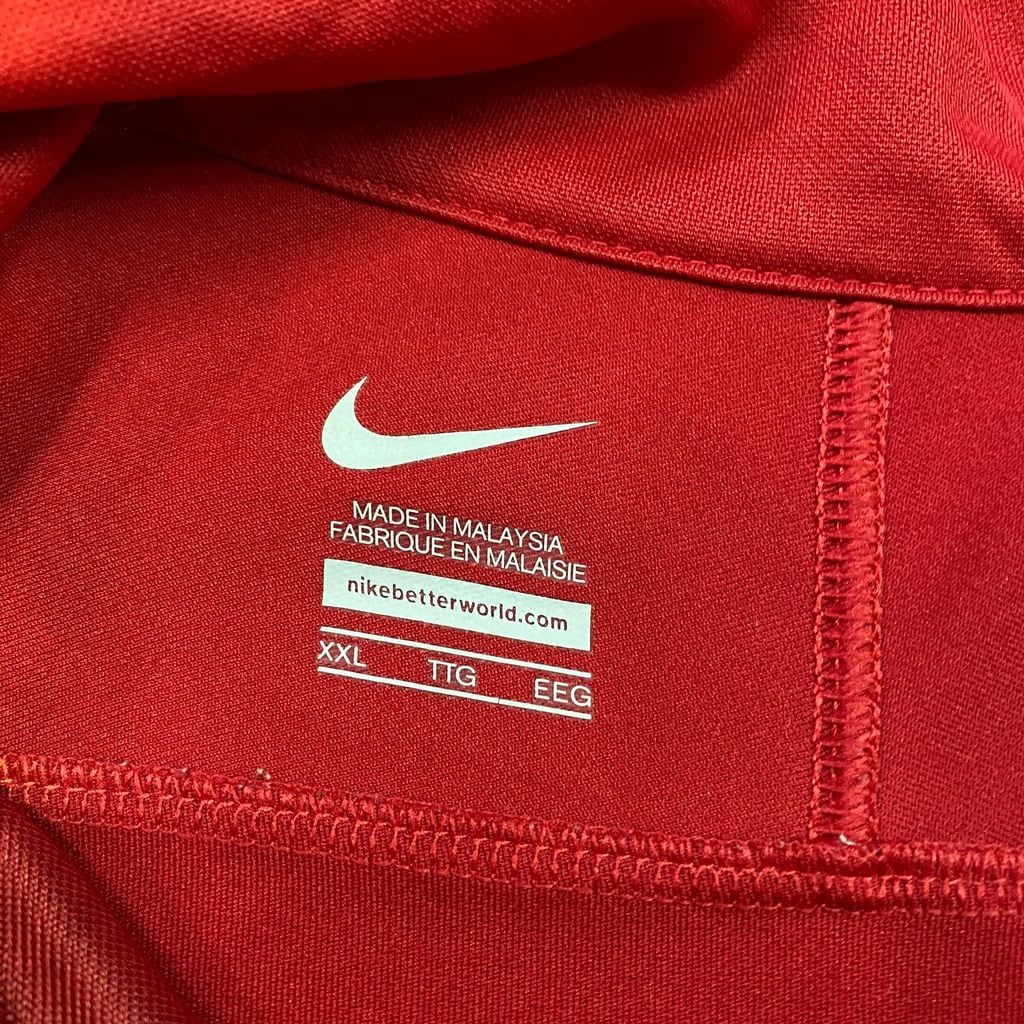 MADE IN MALAYSIA
FABRIQUE EN MALAISIE
nikebetterworld.com
XXL TTG EEG